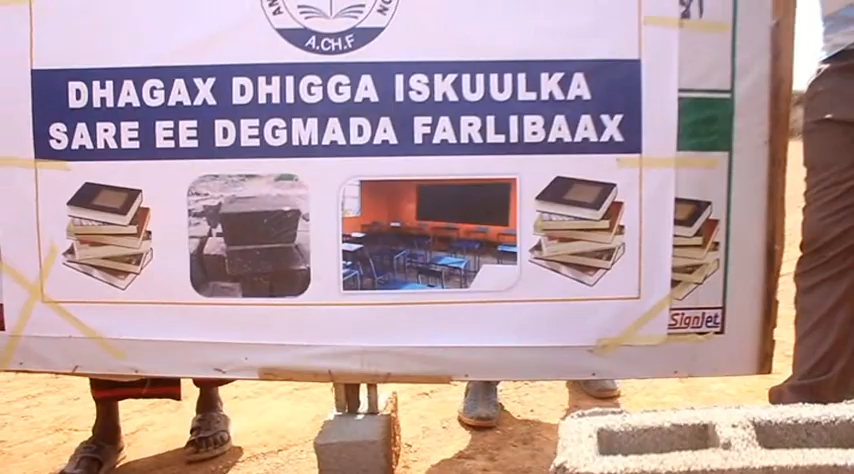 A.CH.F
DHAGAX DHIGGA ISKUULKA
SARE EE DEGMADA FARLIBAAX
SignJet